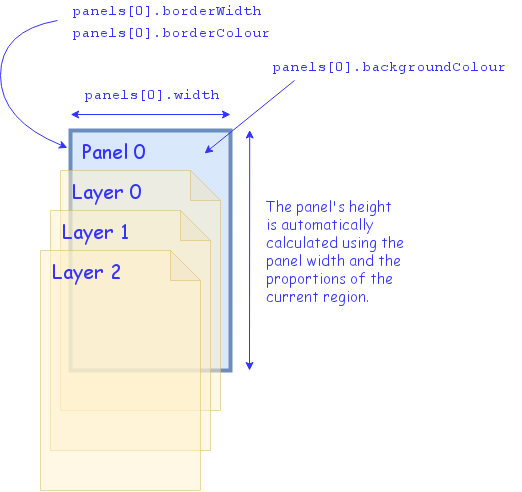 panels[0].borderWidth
panels[0].borderColour
panels[0].backgroundColour
panels[0].width
Panel 0
Layer 0
Layer 1
Layer 2
The panel's height
is automatically
calculated using the
panel width and the
proportions of the
current region.